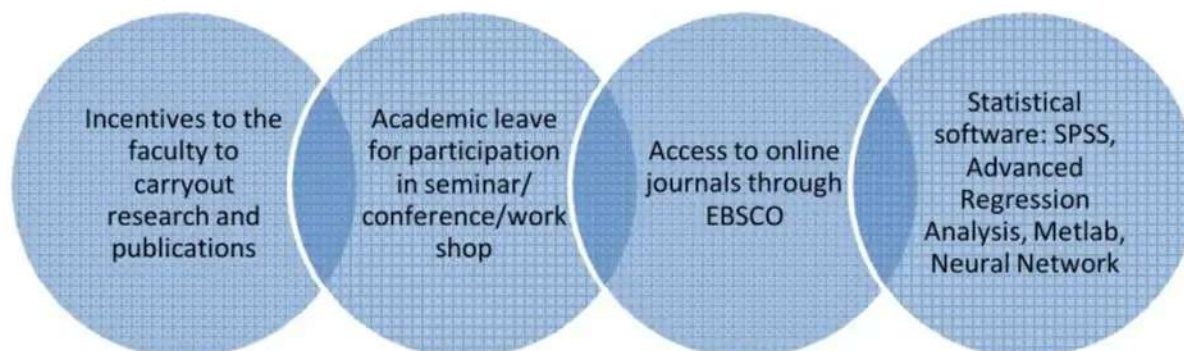 Incentives to the
faculty to
carryout
research and
publications
Academic leave
for participation
in seminar/
conference/work
shop
Access to online
journals through
EBSCO
Statistical
software: SPSS,
Advanced
Regression
Analysis, Metlab,
Neural Network